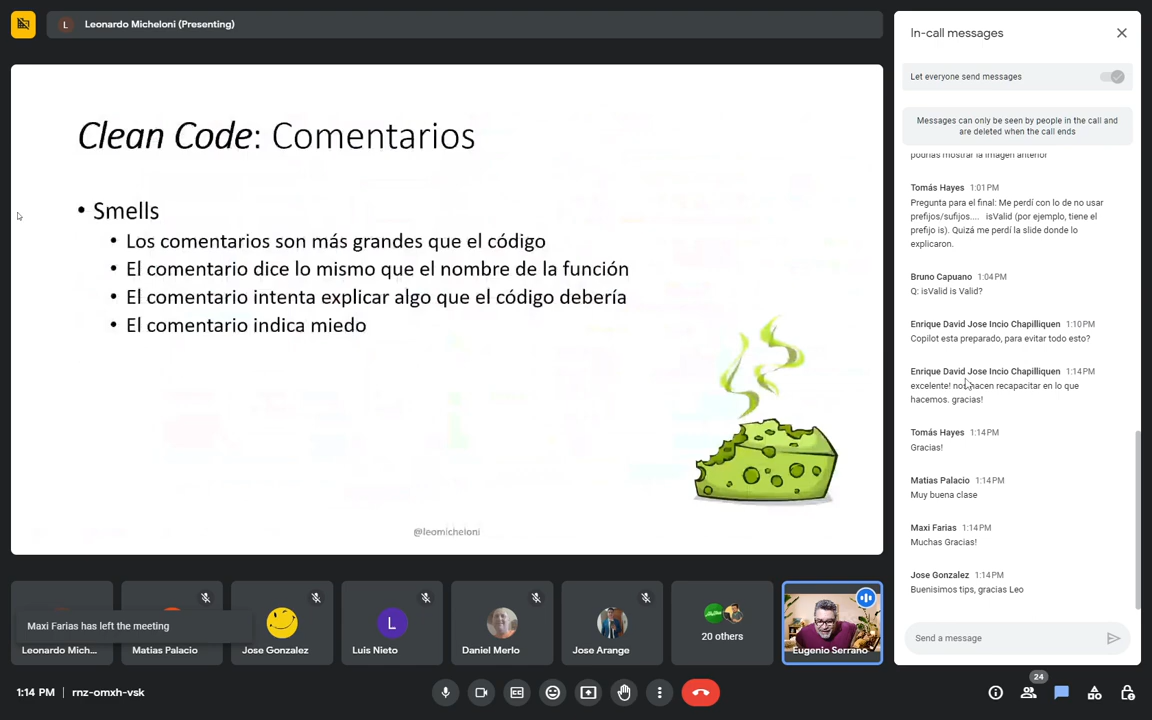 L
Leonardo Micheloni (Presenting)
Clean Code: Comentarios
• Smells
• Los comentarios son más grandes que el código
• El comentario dice lo mismo que el nombre de la función
• El comentario intenta explicar algo que el código debería
• El comentario indica miedo
@leomicheloni
Maxi Farias has left the meeting
Leonardo Mich...
Matias Palacio
Jose Gonzalez
L
Luis Nieto
Daniel Merlo
Jose Arange
20 others
Eugenio Serrano
1:14 PM | rnz-omxh-vsk
24
In-call messages
Let everyone send messages
Messages can only be seen by people in the call and
are deleted when the call ends
podrias mostrar la imagen anterior
Tomás Hayes 1:01 PM
Pregunta para el final: Me perdí con lo de no usar
prefijos/sufijos.... isValid (por ejemplo, tiene el
prefijo is). Quizá me perdí la slide donde lo
explicaron.
Bruno Capuano 1:04 PM
Q: isValid is Valid?
Enrique David Jose Incio Chapilliquen 1:10 PM
Copilot esta preparado, para evitar todo esto?
Enrique David Jose Incio Chapilliquen 1:14 PM
excelente! nos hacen recapacitar en lo que
hacemos. gracias!
Tomás Hayes 1:14 PM
Gracias!
Matias Palacio 1:14 PM
Muy buena clase
Maxi Farias 1:14 PM
Muchas Gracias!
Jose Gonzalez 1:14 PM
Buenisimos tips, gracias Leo
Send a message